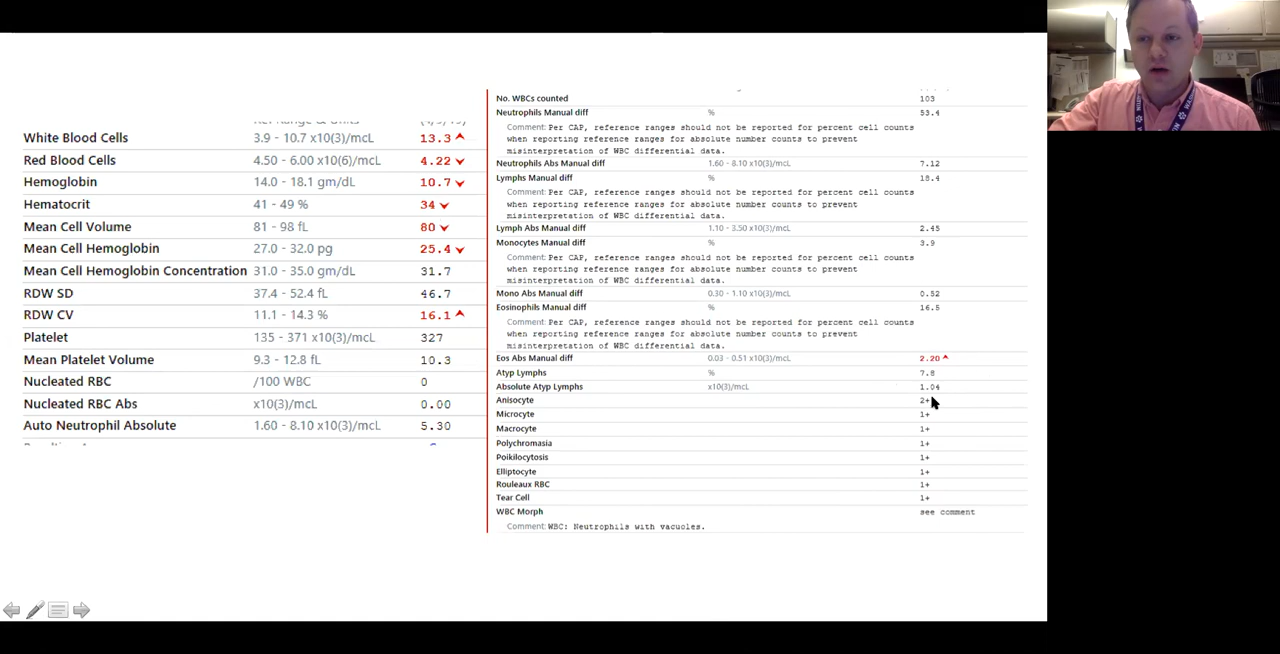 White Blood Cells 3.9 - 10.7 x10(3)/mcL 13.3
Red Blood Cells 4.50 - 6.00 x10(6)/mcL 4.22
Hemoglobin 14.0 - 18.1 gm/dL 10.7
Hematocrit 41 - 49 % 34
Mean Cell Volume 81 - 98 fL 80
Mean Cell Hemoglobin 27.0 - 32.0 pg 25.4
Mean Cell Hemoglobin Concentration 31.0 - 35.0 gm/dL 31.7
RDW SD 37.4 - 52.4 fL 46.7
RDW CV 11.1 - 14.3 % 16.1
Platelet 135 - 371 x10(3)/mcL 327
Mean Platelet Volume 9.3 - 12.8 fL 10.3
Nucleated RBC /100 WBC 0
Nucleated RBC Abs x10(3)/mcL 0.00
Auto Neutrophil Absolute 1.60 - 8.10 x10(3)/mcL 5.30
No. WBCs counted 103
Neutrophils Manual diff % 53.4
Comment: Per CAP, reference ranges should not be reported for percent cell counts
when reporting reference ranges for absolute number counts to prevent
misinterpretation of WBC differential data.
Neutrophils Abs Manual diff 1.60 - 8.10 x10(3)/mcL 7.12
Lymphs Manual diff % 18.4
Comment: Per CAP, reference ranges should not be reported for percent cell counts
when reporting reference ranges for absolute number counts to prevent
misinterpretation of WBC differential data.
Lymph Abs Manual diff 1.10 - 3.50 x10(3)/mcL 2.45
Monocytes Manual diff % 3.9
Comment: Per CAP, reference ranges should not be reported for percent cell counts
when reporting reference ranges for absolute number counts to prevent
misinterpretation of WBC differential data.
Mono Abs Manual diff 0.30 - 1.10 x10(3)/mcL 0.52
Eosinophils Manual diff % 16.5
Comment: Per CAP, reference ranges should not be reported for percent cell counts
when reporting reference ranges for absolute number counts to prevent
misinterpretation of WBC differential data.
Eos Abs Manual diff 0.03 - 0.51 x10(3)/mcL 2.20
Atyp Lymphs % 7.8
Absolute Atyp Lymphs x10(3)/mcL 1.04
Anisocyte 2+
Microcyte 1+
Macrocyte 1+
Polychromasia 1+
Poikilocytosis 1+
Elliptocyte 1+
Rouleaux RBC 1+
Tear Cell 1+
WBC Morph see comment
Comment: WBC: Neutrophils with vacuoles.